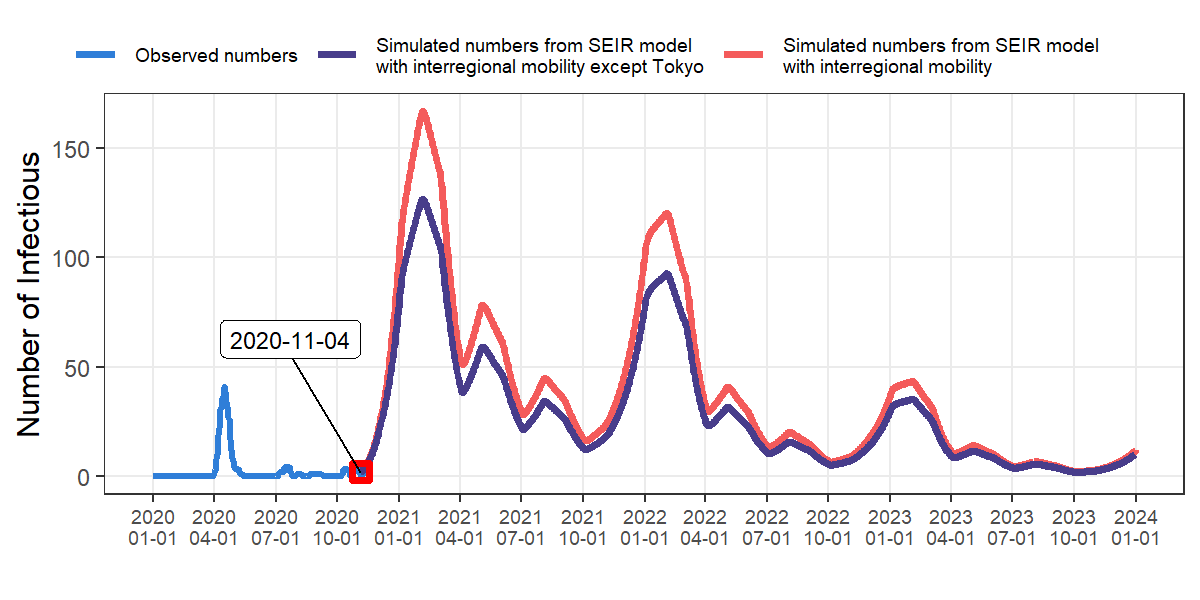 Observed numbers
Simulated numbers from SEIR model
with interregional mobility except Tokyo
Simulated numbers from SEIR model
with interregional mobility
Number of Infectious
150
100
50
0
2020-11-04
2020 2020 2020 2020 2021 2021 2021 2021 2022 2022 2022 2022 2023 2023 2023 2023 2024
01-01 04-01 07-01 10-01 01-01 04-01 07-01 10-01 01-01 04-01 07-01 10-01 01-01 04-01 07-01 10-01 01-01